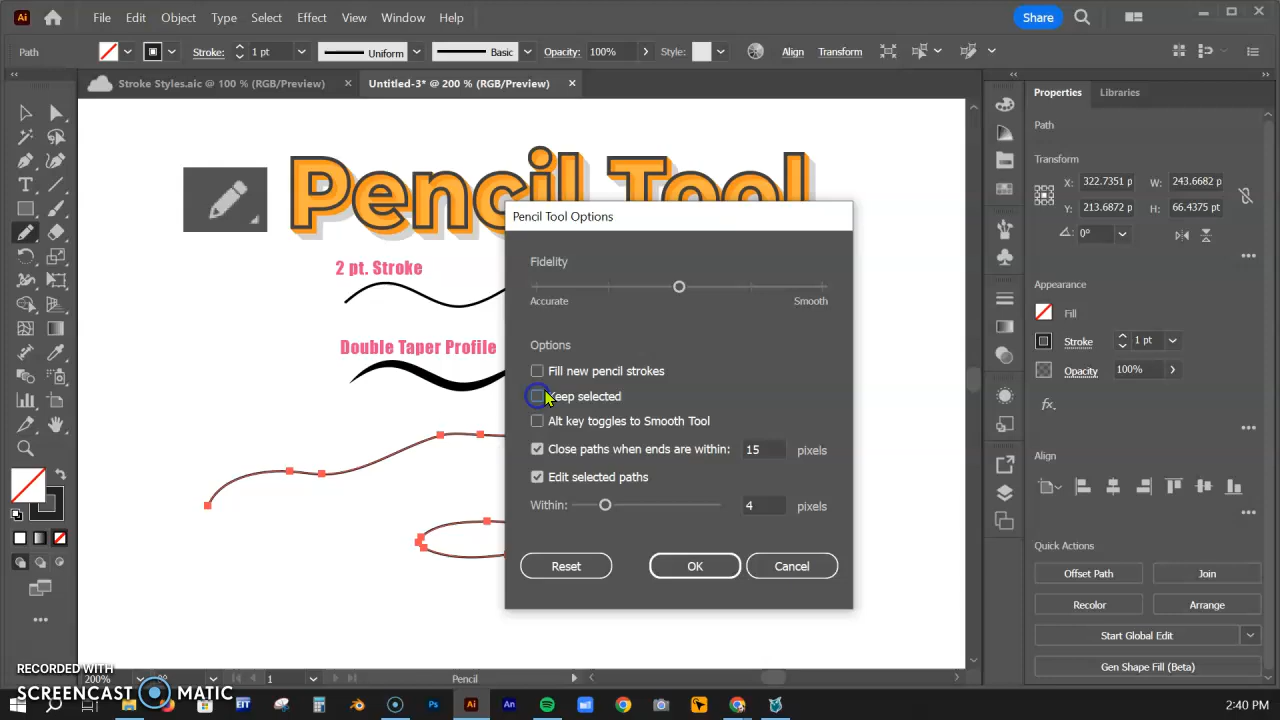 Ai File Edit Object Type Select Effect View Window Help Share
Path Stroke: 1 pt Uniform Basic Opacity: 100% Style: Align Transform
Stroke Styles.aic @ 100 % (RGB/Preview) Untitled-3* @ 200 % (RGB/Preview)
Pencil Tool
2 pt. Stroke
Double Taper Profile
Pencil Tool Options
Fidelity
Accurate Smooth
Options
Fill new pencil strokes
Keep selected
Alt key toggles to Smooth Tool
Close paths when ends are within: 15 pixels
Edit selected paths
Within: 4 pixels
Reset OK Cancel
Properties Libraries
Path
Transform
X: 322.7351 p W: 243.6682 p
Y: 213.6872 p H: 66.4375 pt
0°
Appearance
Fill
Stroke 1 pt
Opacity 100%
fx.
Align
Quick Actions
Offset Path Join
Recolor Arrange
Start Global Edit
Gen Shape Fill (Beta)
200% 1 Pencil
RECORDED WITH
SCREENCAST MATIC
EIT Ps Ai An 2:40 PM